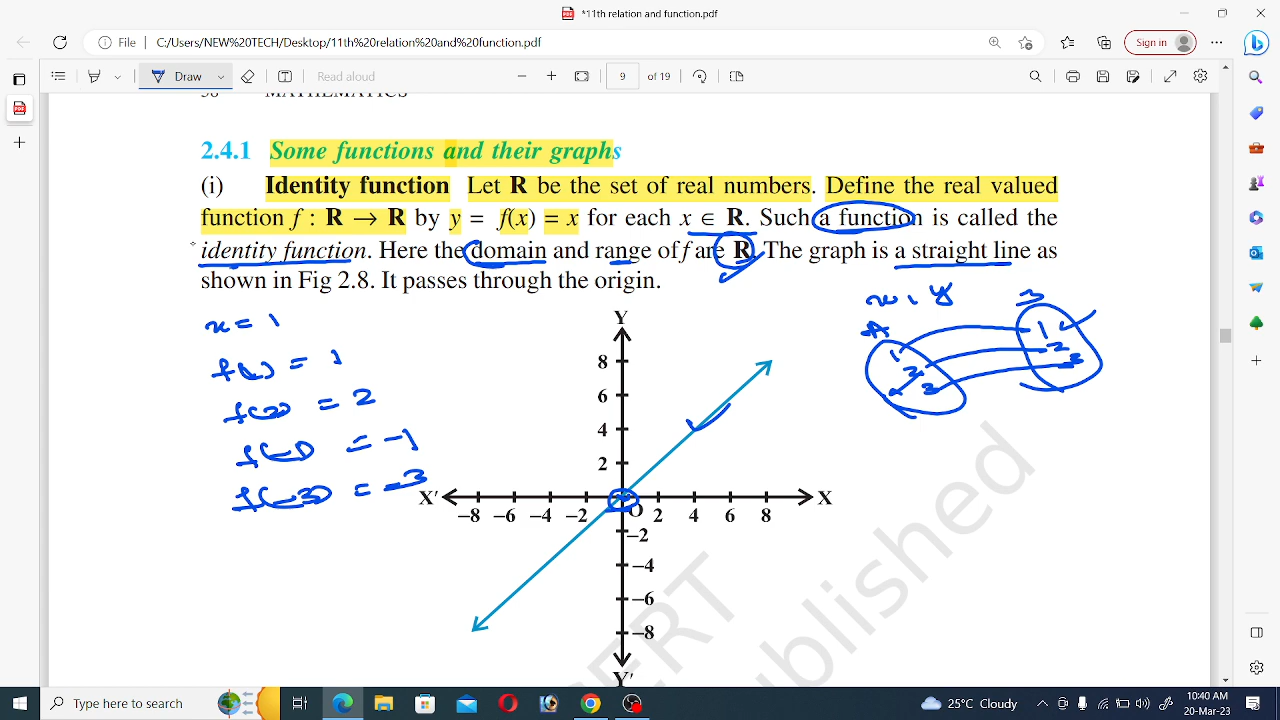 *11th relation and function.pdf
File | C:/Users/NEW%20TECH/Desktop/11th%20relation%20and%20function.pdf
Sign in
Draw
Read aloud
9 of 19
38 MATHEMATICS
2.4.1 Some functions and their graphs
(i) Identity function Let R be the set of real numbers. Define the real valued
function f : R → R by y = f(x) = x for each x ∈ R. Such a function is called the
identity function. Here the domain and range of f are R. The graph is a straight line as
shown in Fig 2.8. It passes through the origin.
x = 1
f(1) = 1
f(2) = 2
f(-1) = -1
f(-3) = -3
A B
1 1
2 2
3 3
Y
8
6
4
2
X′ O X
-8 -6 -4 -2 2 4 6 8
-2
-4
-6
-8
Y′
Type here to search
25°C Cloudy
10:40 AM
20-Mar-23